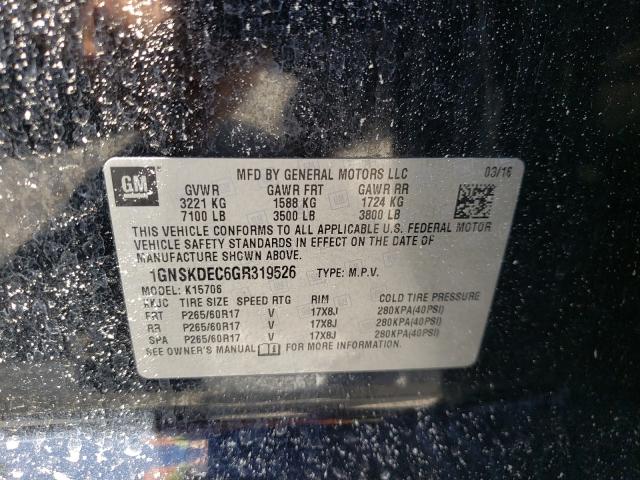 GM
MFD BY GENERAL MOTORS LLC 03/16
GVWR GAWR FRT GAWR RR
3221 KG 1588 KG 1724 KG
7100 LB 3500 LB 3800 LB
THIS VEHICLE CONFORMS TO ALL APPLICABLE U.S. FEDERAL MOTOR
VEHICLE SAFETY STANDARDS IN EFFECT ON THE DATE OF
MANUFACTURE SHOWN ABOVE.
1GNSKDEC6GR319526 TYPE: M.P.V.
MODEL: K15706
TIRE SIZE SPEED RTG RIM COLD TIRE PRESSURE
FRT P265/60R17 V 17X8J 280KPA(40PSI)
RR P265/60R17 V 17X8J 280KPA(40PSI)
SPA P265/60R17 V 17X8J 280KPA(40PSI)
SEE OWNER'S MANUAL FOR MORE INFORMATION.